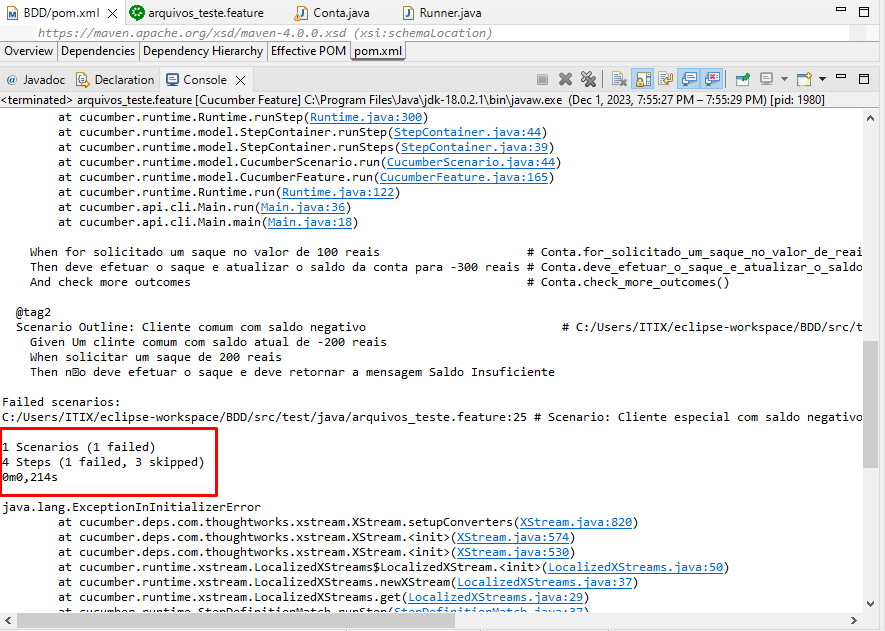 BDD/pom.xml arquivos_teste.feature Conta.java Runner.java
https://maven.apache.org/xsd/maven-4.0.0.xsd (xsi:schemaLocation)
Overview Dependencies Dependency Hierarchy Effective POM pom.xml
@ Javadoc Declaration Console
<terminated> arquivos_teste.feature [Cucumber Feature] C:\Program Files\Java\jdk-18.0.2.1\bin\javaw.exe (Dec 1, 2023, 7:55:27 PM – 7:55:29 PM) [pid: 1980]
at cucumber.runtime.Runtime.runStep(Runtime.java:300)
at cucumber.runtime.model.StepContainer.runStep(StepContainer.java:44)
at cucumber.runtime.model.StepContainer.runSteps(StepContainer.java:39)
at cucumber.runtime.model.CucumberScenario.run(CucumberScenario.java:44)
at cucumber.runtime.model.CucumberFeature.run(CucumberFeature.java:165)
at cucumber.runtime.Runtime.run(Runtime.java:122)
at cucumber.api.cli.Main.run(Main.java:36)
at cucumber.api.cli.Main.main(Main.java:18)
When for solicitado um saque no valor de 100 reais # Conta.for_solicitado_um_saque_no_valor_de_reai
Then deve efetuar o saque e atualizar o saldo da conta para -300 reais # Conta.deve_efetuar_o_saque_e_atualizar_o_saldo
And check more outcomes # Conta.check_more_outcomes()
@tag2
Scenario Outline: Cliente comum com saldo negativo # C:/Users/ITIX/eclipse-workspace/BDD/src/t
Given Um clinte comum com saldo atual de -200 reais
When solicitar um saque de 200 reais
Then n�o deve efetuar o saque e deve retornar a mensagem Saldo Insuficiente
Failed scenarios:
C:/Users/ITIX/eclipse-workspace/BDD/src/test/java/arquivos_teste.feature:25 # Scenario: Cliente especial com saldo negativo
1 Scenarios (1 failed)
4 Steps (1 failed, 3 skipped)
0m0,214s
java.lang.ExceptionInInitializerError
at cucumber.deps.com.thoughtworks.xstream.XStream.setupConverters(XStream.java:820)
at cucumber.deps.com.thoughtworks.xstream.XStream.<init>(XStream.java:574)
at cucumber.deps.com.thoughtworks.xstream.XStream.<init>(XStream.java:530)
at cucumber.runtime.xstream.LocalizedXStreams$LocalizedXStream.<init>(LocalizedXStreams.java:50)
at cucumber.runtime.xstream.LocalizedXStreams.newXStream(LocalizedXStreams.java:37)
at cucumber.runtime.xstream.LocalizedXStreams.get(LocalizedXStreams.java:29)
at cucumber.runtime.StepDefinitionMatch.runStep(StepDefinitionMatch.java:37)